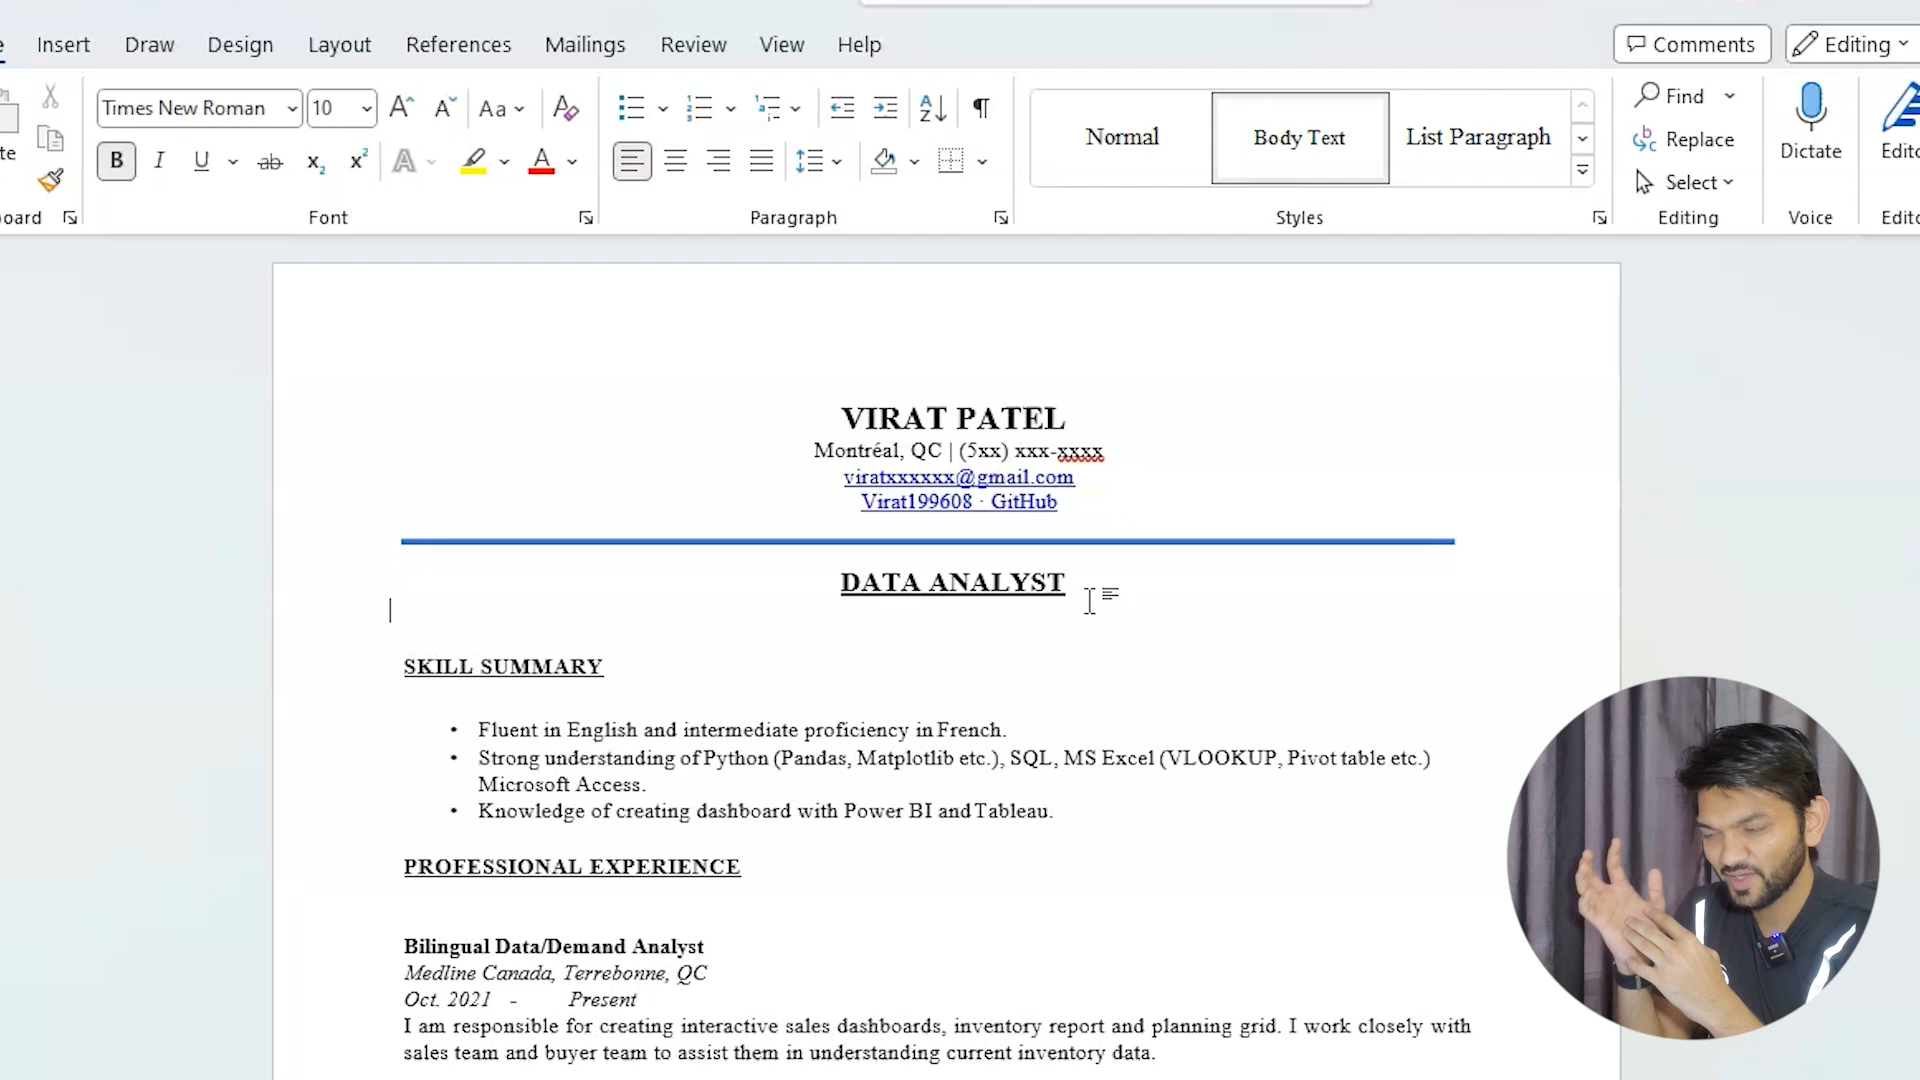 Insert Draw Design Layout References Mailings Review View Help Comments Editing
Times New Roman 10 Aa Find
Normal Body Text List Paragraph
Replace
B I U ab x₂ x² A A
Dictate
Select
Font Paragraph Styles Editing Voice
VIRAT PATEL
Montréal, QC | (5xx) xxx-xxxx
viratxxxxxx@gmail.com
Virat199608 · GitHub
DATA ANALYST
SKILL SUMMARY
• Fluent in English and intermediate proficiency in French.
• Strong understanding of Python (Pandas, Matplotlib etc.), SQL, MS Excel (VLOOKUP, Pivot table etc.)
Microsoft Access.
• Knowledge of creating dashboard with Power BI and Tableau.
PROFESSIONAL EXPERIENCE
Bilingual Data/Demand Analyst
Medline Canada, Terrebonne, QC
Oct. 2021 - Present
I am responsible for creating interactive sales dashboards, inventory report and planning grid. I work closely with
sales team and buyer team to assist them in understanding current inventory data.